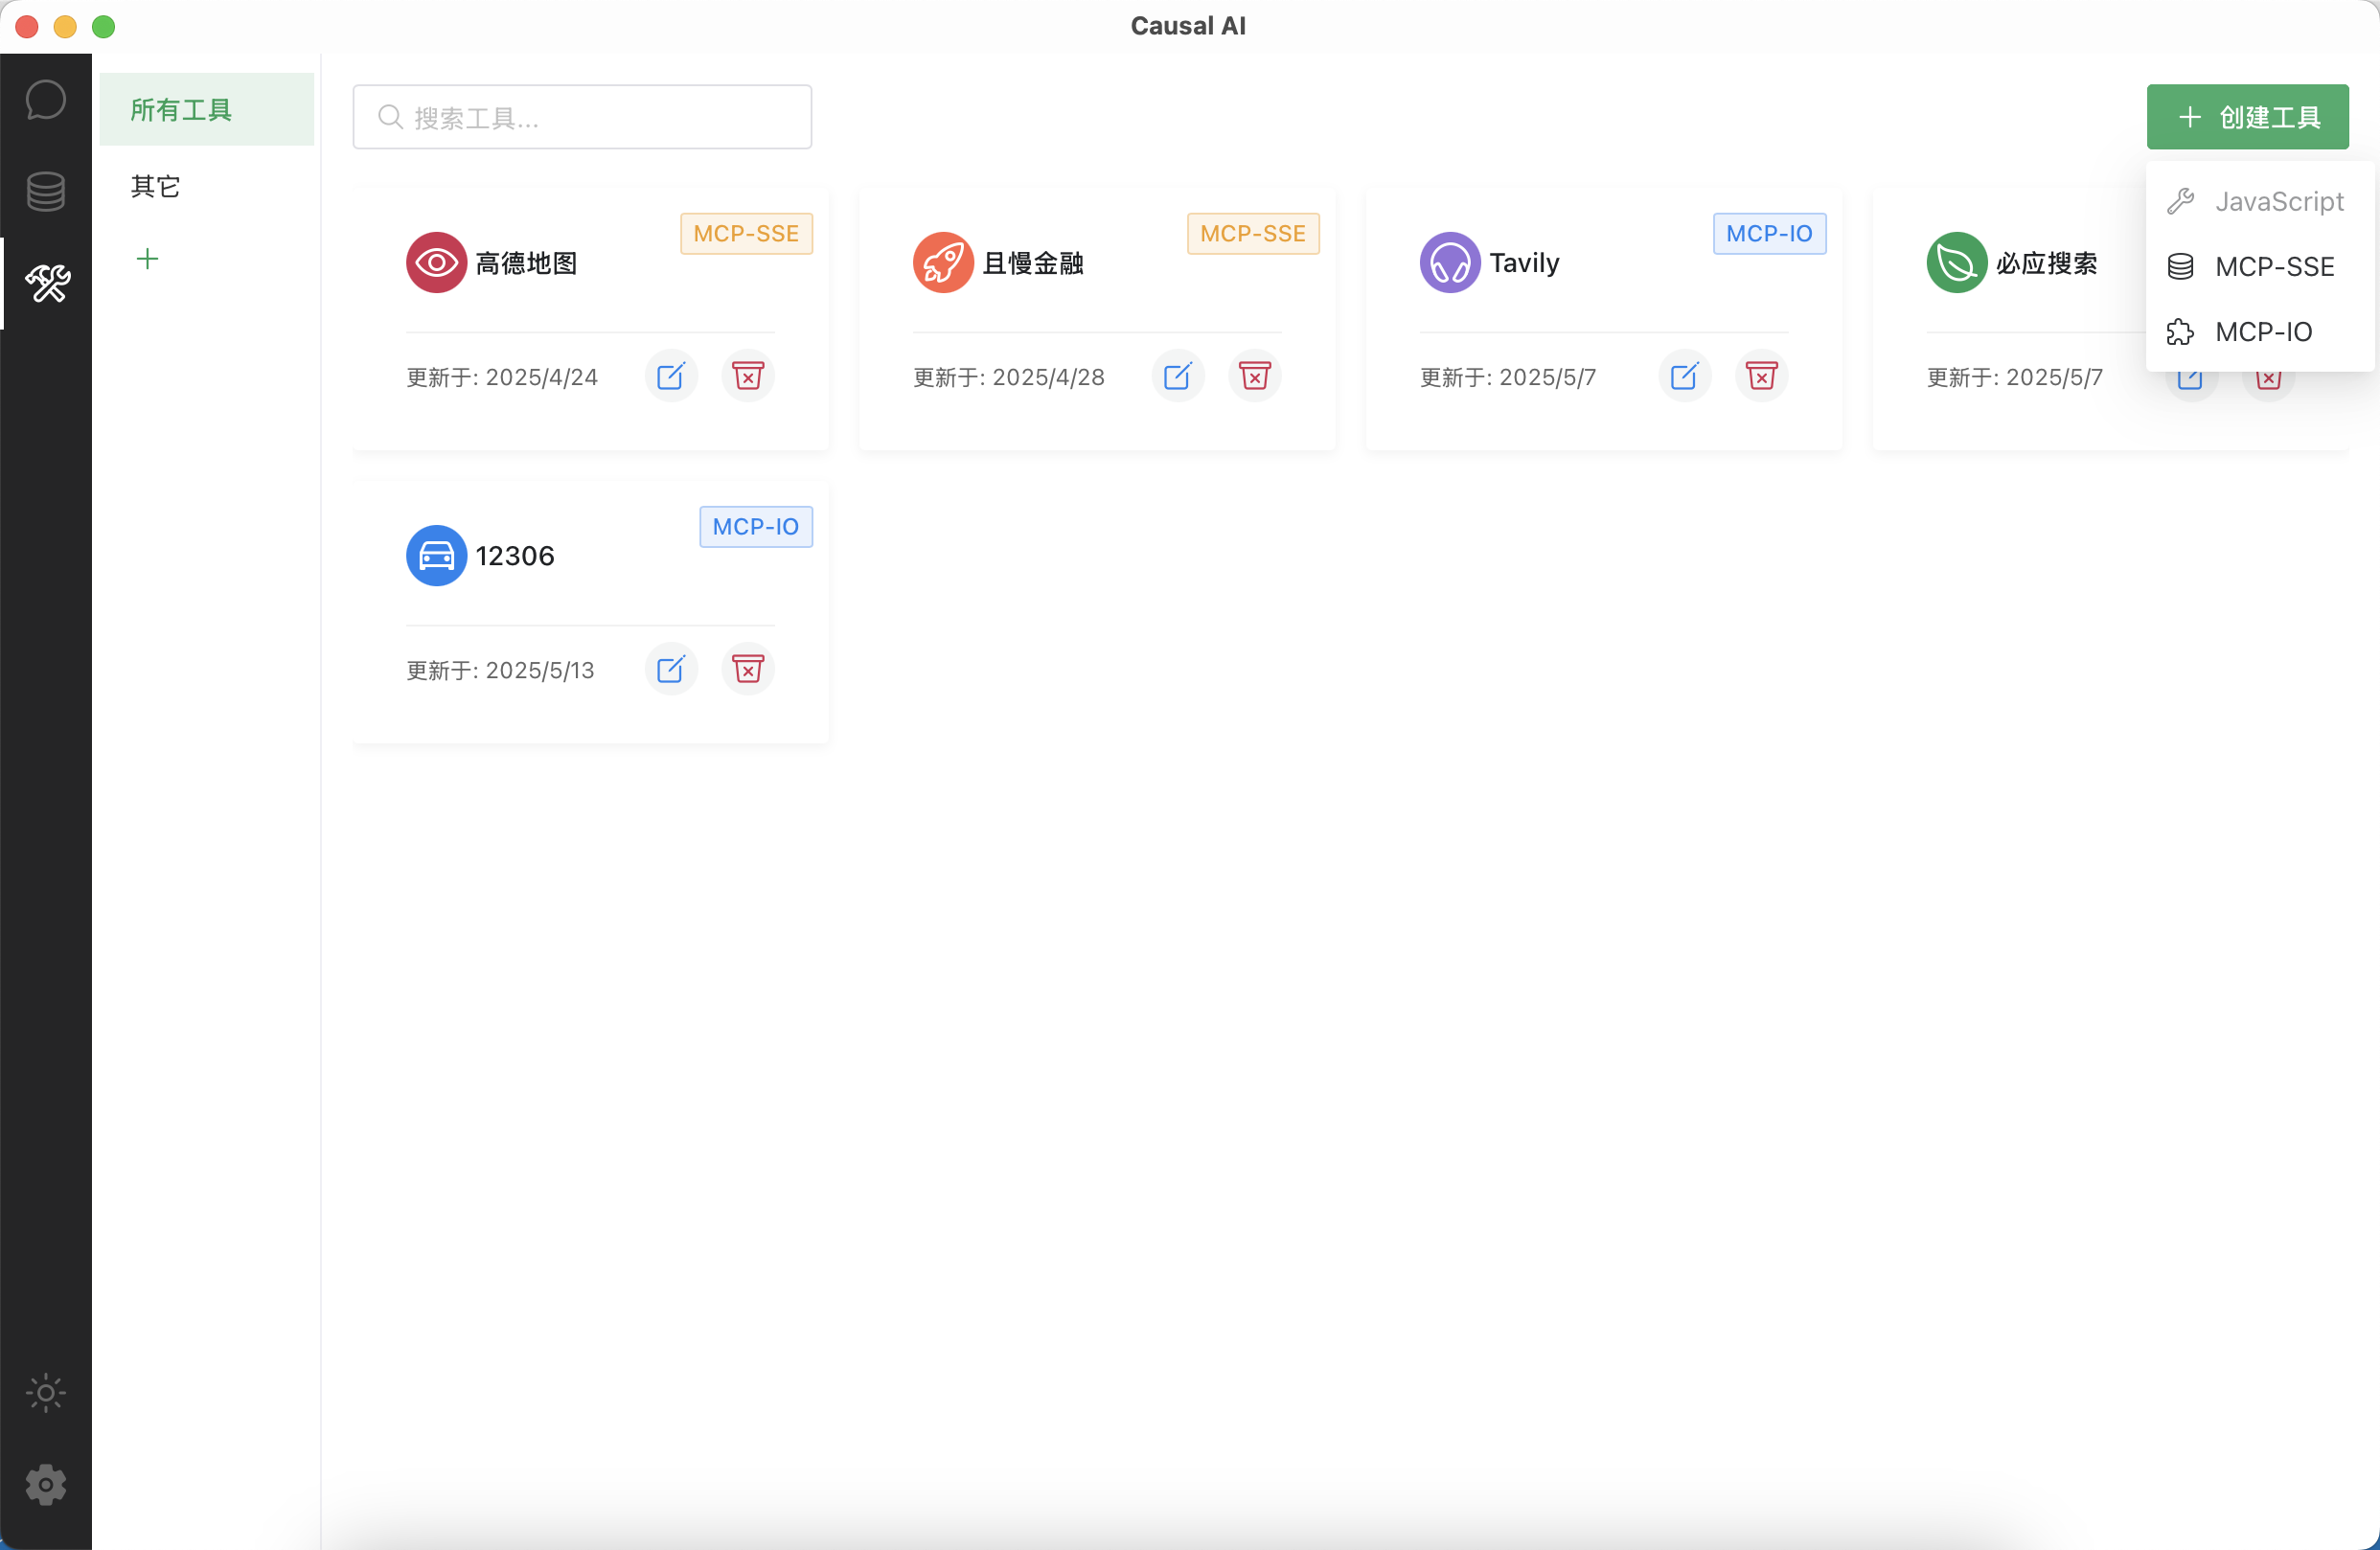 Causal AI
所有工具
其它
搜索工具...
创建工具
JavaScript
MCP-SSE
MCP-IO
高德地图
MCP-SSE
更新于: 2025/4/24
且慢金融
MCP-SSE
更新于: 2025/4/28
Tavily
MCP-IO
更新于: 2025/5/7
必应搜索
更新于: 2025/5/7
12306
MCP-IO
更新于: 2025/5/13